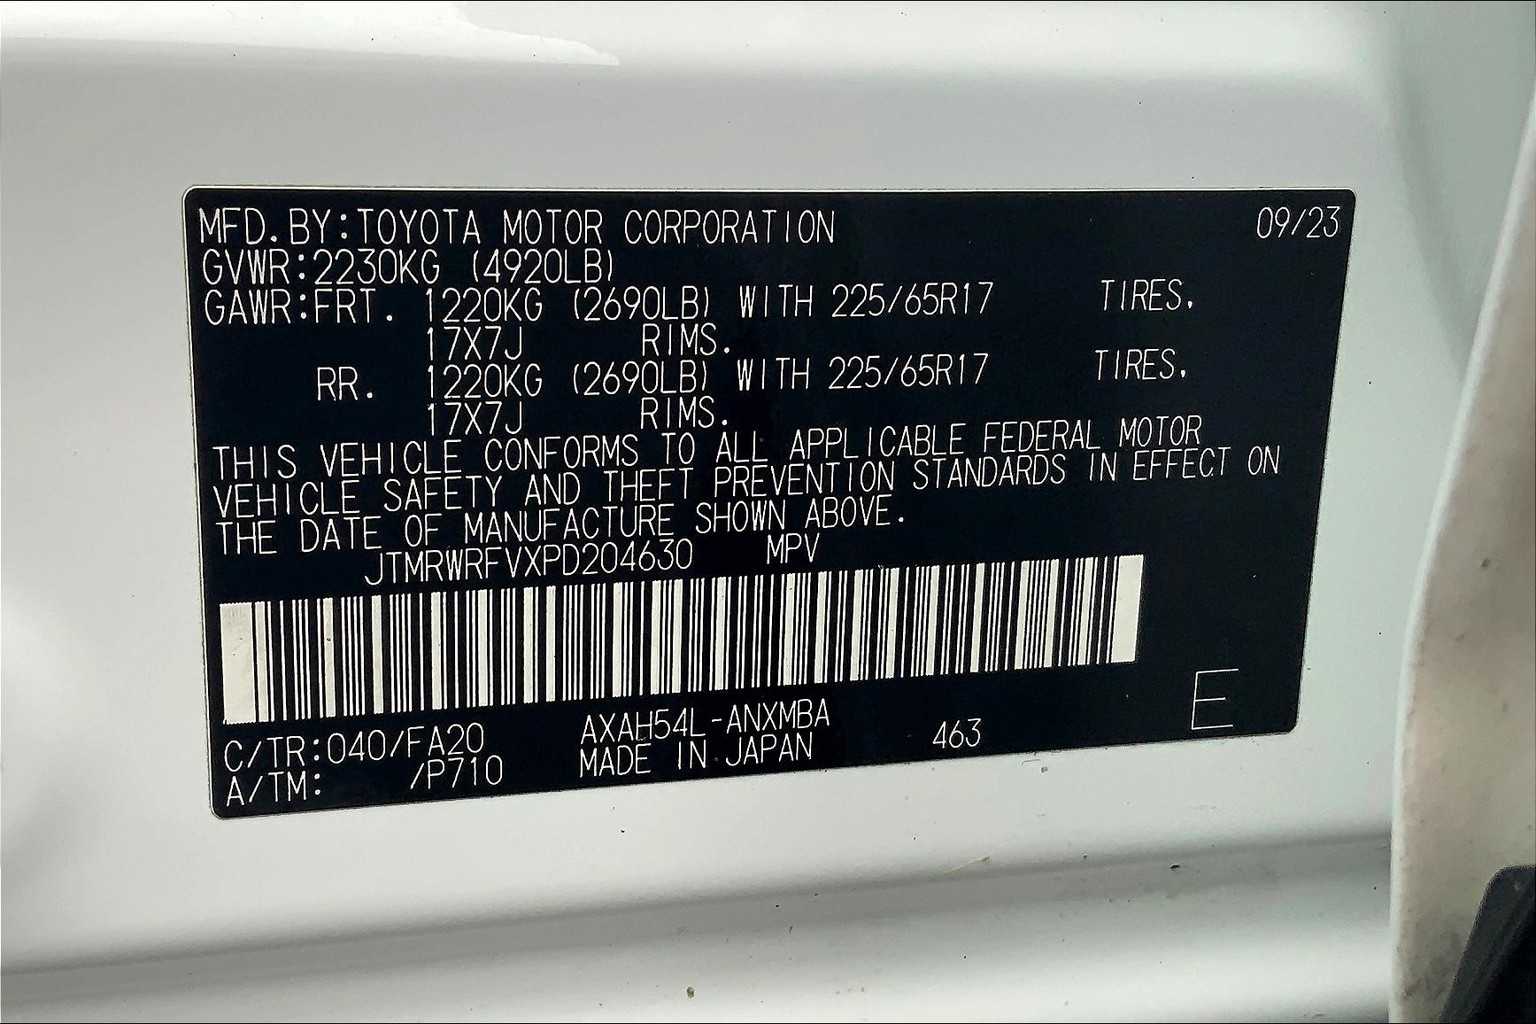 MFD.BY:TOYOTA MOTOR CORPORATION 09/23
GVWR:2230KG (4920LB)
GAWR:FRT. 1220KG (2690LB) WITH 225/65R17 TIRES,
17X7J RIMS.
RR. 1220KG (2690LB) WITH 225/65R17 TIRES,
17X7J RIMS.
THIS VEHICLE CONFORMS TO ALL APPLICABLE FEDERAL MOTOR
VEHICLE SAFETY AND THEFT PREVENTION STANDARDS IN EFFECT ON
THE DATE OF MANUFACTURE SHOWN ABOVE.
JTMRWRFVXPD204630 MPV
E
C/TR:040/FA20 AXAH54L-ANXMBA 463
A/TM: /P710 MADE IN JAPAN